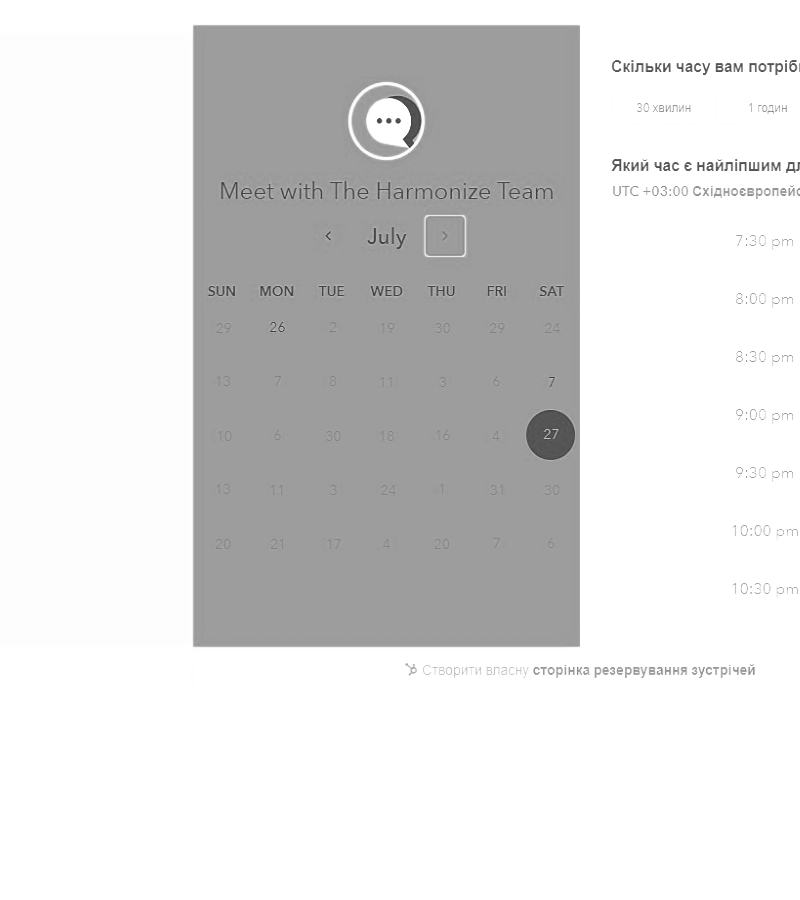 Meet with The Harmonize Team
July
SUN MON TUE WED THU FRI SAT
29 26 2 19 30 29 24
13 7 8 11 3 6 7
10 6 30 18 16 4 27
13 11 3 24 1 31 30
20 21 17 4 20 7 6
Скільки часу вам
30 хвилин 1 годин
Який час є найліпшим
UTC +03:00
7:30 pm
8:00 pm
8:30 pm
9:00 pm
9:30 pm
10:00 pm
10:30 pm
Створити власну сторінка резервування зустрічей